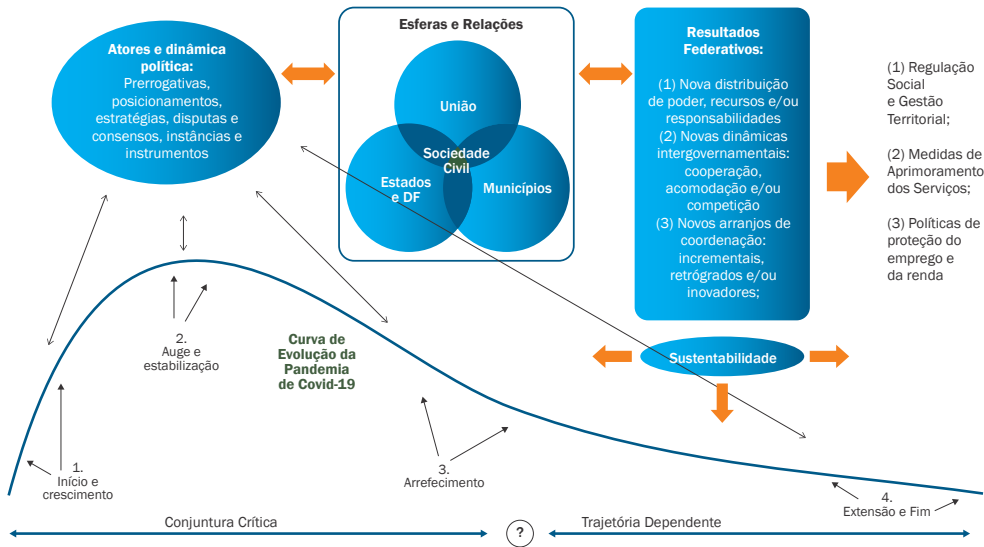 Atores e dinâmica
política:
Prerrogativas,
posicionamentos,
estratégias, disputas e
consensos, instâncias e
instrumentos
Esferas e Relações
União
Sociedade
Civil
Estados
e DF
Municípios
Resultados
Federativos:
(1) Nova distribuição
de poder, recursos e/ou
responsabilidades
(2) Novas dinâmicas
intergovernamentais:
cooperação,
acomodação e/ou
competição
(3) Novos arranjos de
coordenação:
incrementais,
retrógrados e/ou
inovadores;
(1) Regulação
Social
e Gestão
Territorial;
(2) Medidas de
Aprimoramento
dos Serviços;
(3) Políticas de
proteção do
emprego e
da renda
Sustentabilidade
Curva de
Evolução da
Pandemia
de Covid-19
1.
Início e
crescimento
2.
Auge e
estabilização
3.
Arrefecimento
4.
Extensão e Fim
Conjuntura Crítica
?
Trajetória Dependente